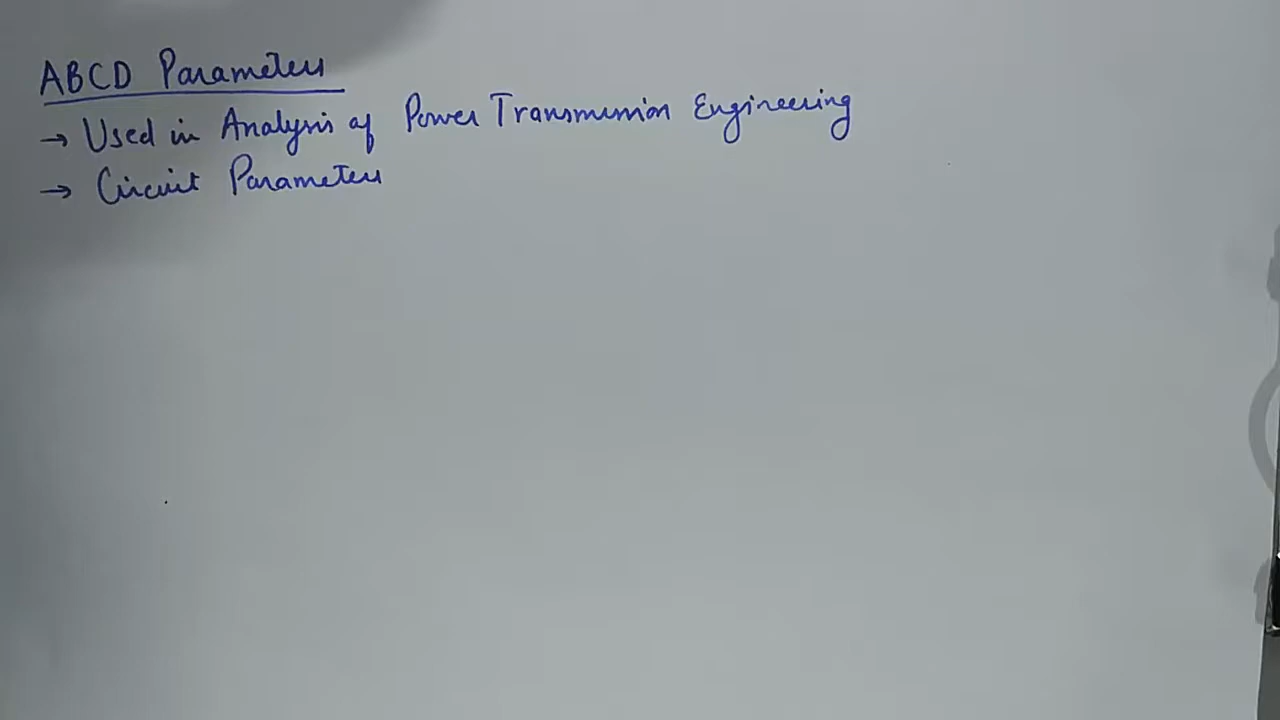 ABCD Parameters
→ Used in Analysis of Power Transmission Engineering
→ Circuit Parameters